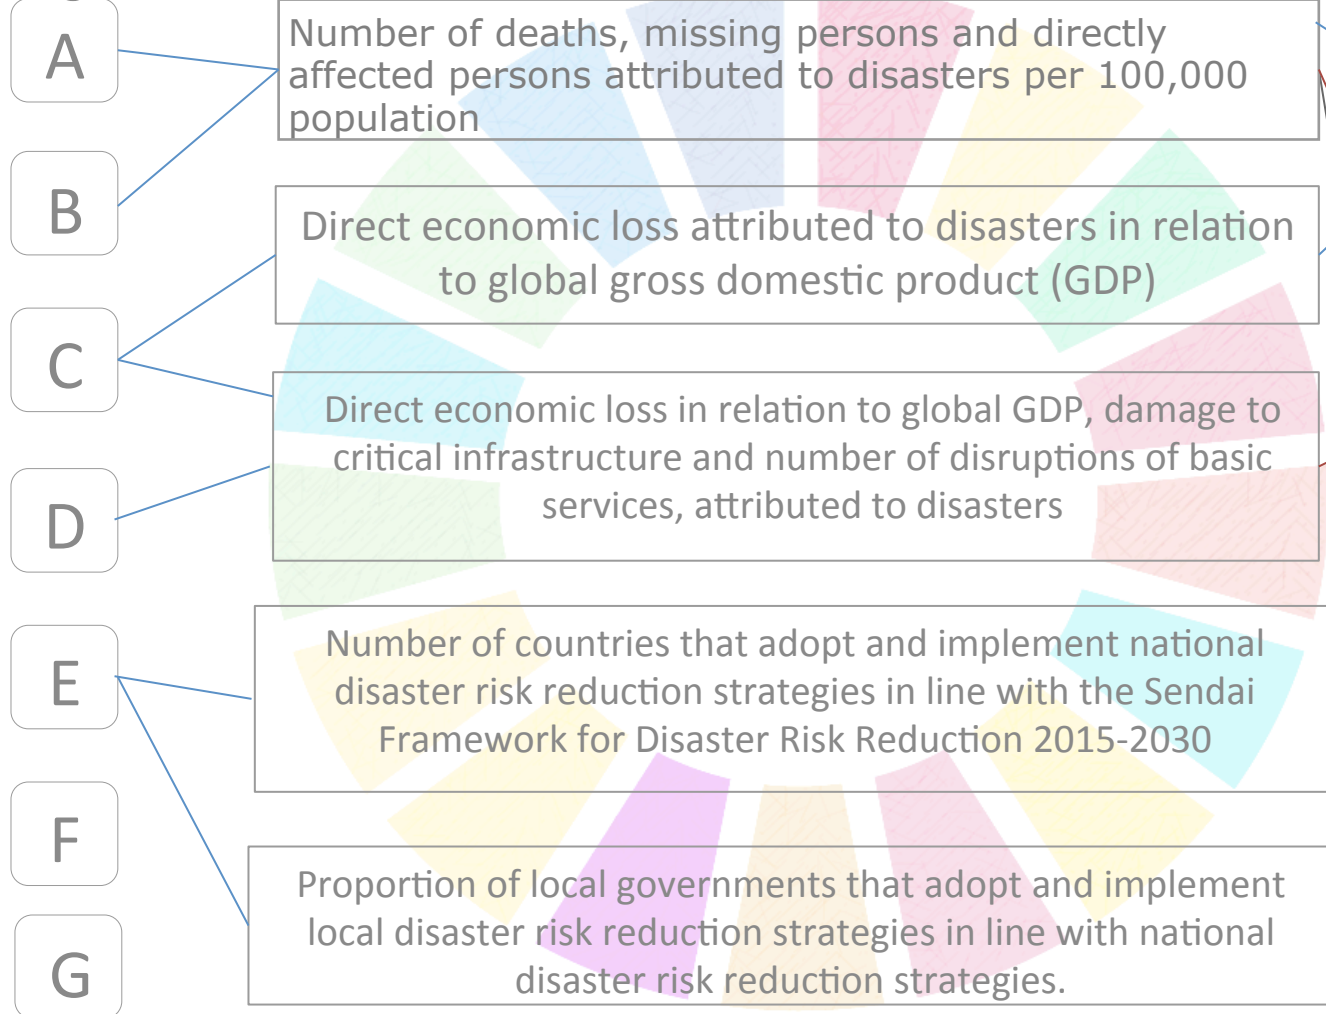 A
Number of deaths, missing persons and directly
affected persons attributed to disasters per 100,000
population
B
Direct economic loss attributed to disasters in relation
to global gross domestic product (GDP)
C
Direct economic loss in relation to global GDP, damage to
critical infrastructure and number of disruptions of basic
services, attributed to disasters
D
E
Number of countries that adopt and implement national
disaster risk reduction strategies in line with the Sendai
Framework for Disaster Risk Reduction 2015-2030
F
Proportion of local governments that adopt and implement
local disaster risk reduction strategies in line with national
disaster risk reduction strategies.
G